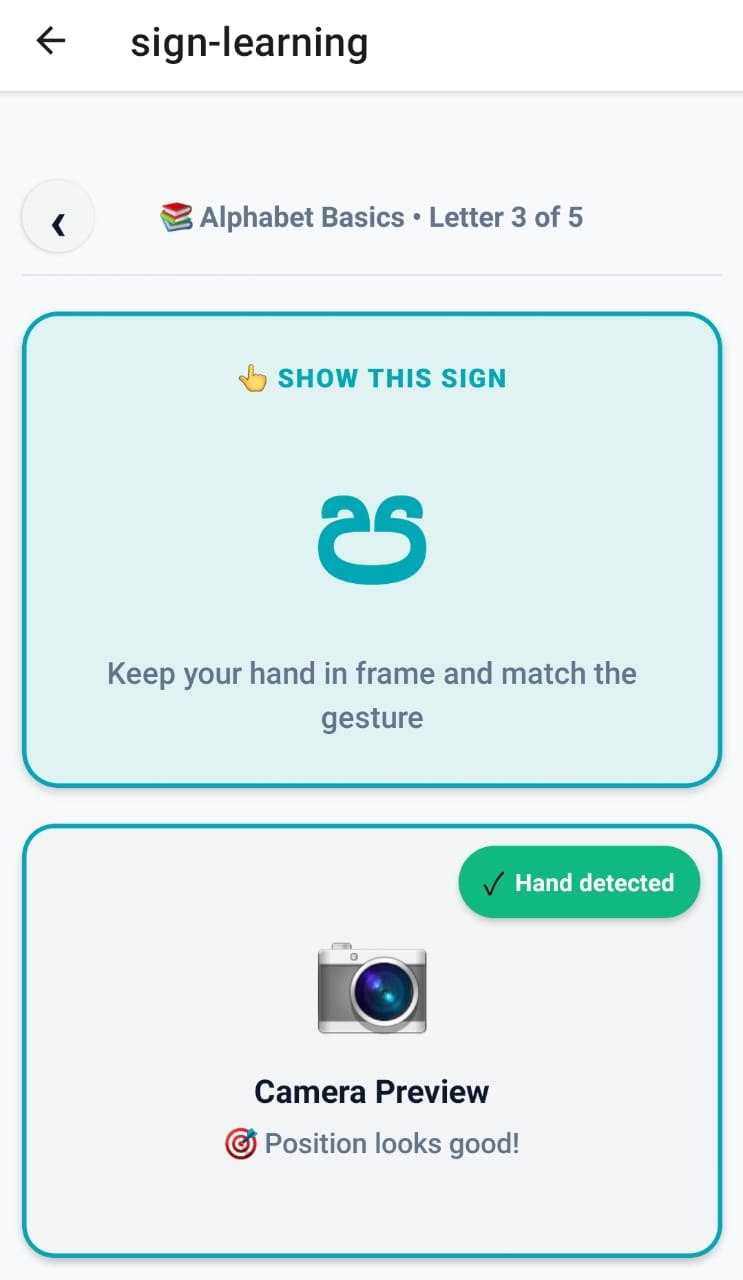 sign-learning
❮
📚 Alphabet Basics • Letter 3 of 5
👆 SHOW THIS SIGN
ඉ
Keep your hand in frame and match the
gesture
✓ Hand detected
Camera Preview
🎯 Position looks good!